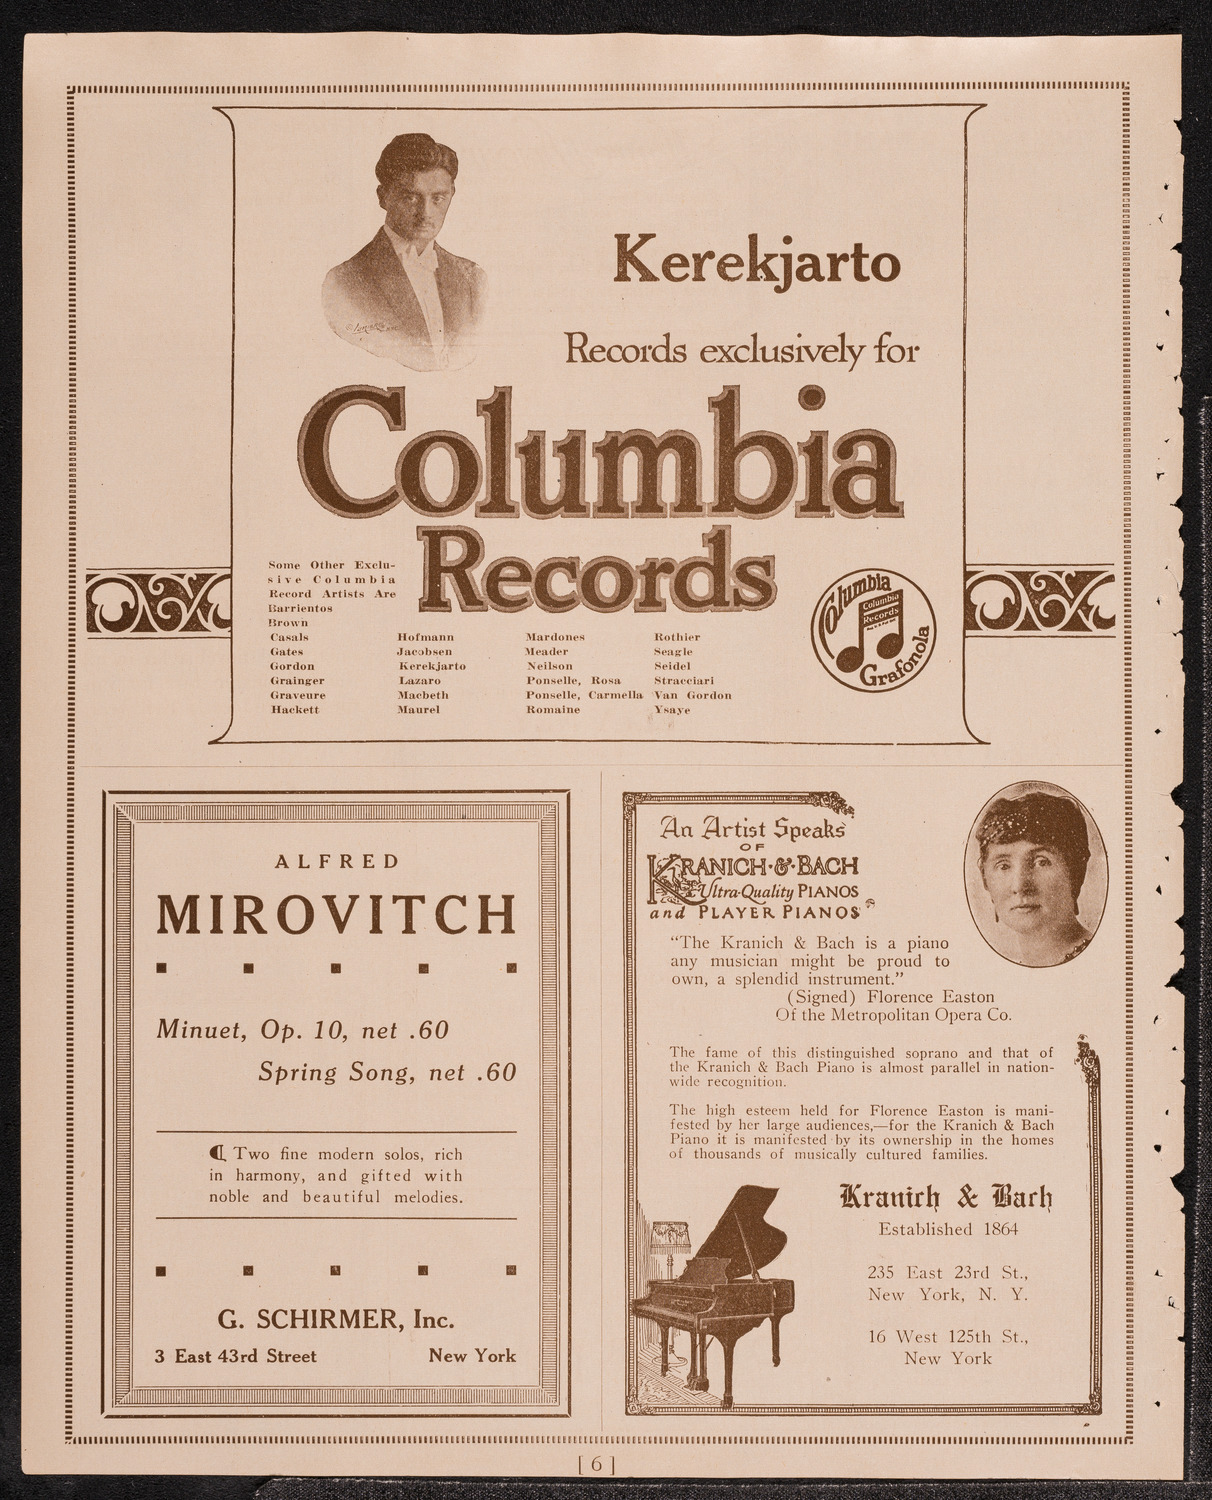 Kerekjarto
Records exclusively for
Columbia
Records
Some Other Exclu-
sive Columbia
Record Artists Are
Barrientos
Brown
Casals
Gates
Gordon
Grainger
Graveure
Hackett
Hofmann
Jacobsen
Kerekjarto
Lazaro
Macbeth
Maurel
Mardones
Meader
Neilson
Ponselle, Rosa
Ponselle, Carmella
Romaine
Rothier
Seagle
Seidel
Stracciari
Van Gordon
Ysaye
Columbia
Columbia
Records
Grafonola
ALFRED
MIROVITCH
Minuet, Op. 10, net .60
Spring Song, net .60
¶ Two fine modern solos, rich
in harmony, and gifted with
noble and beautiful melodies.
G. SCHIRMER, Inc.
3 East 43rd Street New York
An Artist Speaks
OF
KRANICH·&·BACH
Ultra-Quality PIANOS
and PLAYER PIANOS
“The Kranich & Bach is a piano
any musician might be proud to
own, a splendid instrument.”
(Signed) Florence Easton
Of the Metropolitan Opera Co.
The fame of this distinguished soprano and that of
the Kranich & Bach Piano is almost parallel in nation-
wide recognition.
The high esteem held for Florence Easton is mani-
fested by her large audiences,—for the Kranich & Bach
Piano it is manifested by its ownership in the homes
of thousands of musically cultured families.
Kranich & Bach
Established 1864
235 East 23rd St.,
New York, N. Y.
16 West 125th St.,
New York
[ 6 ]